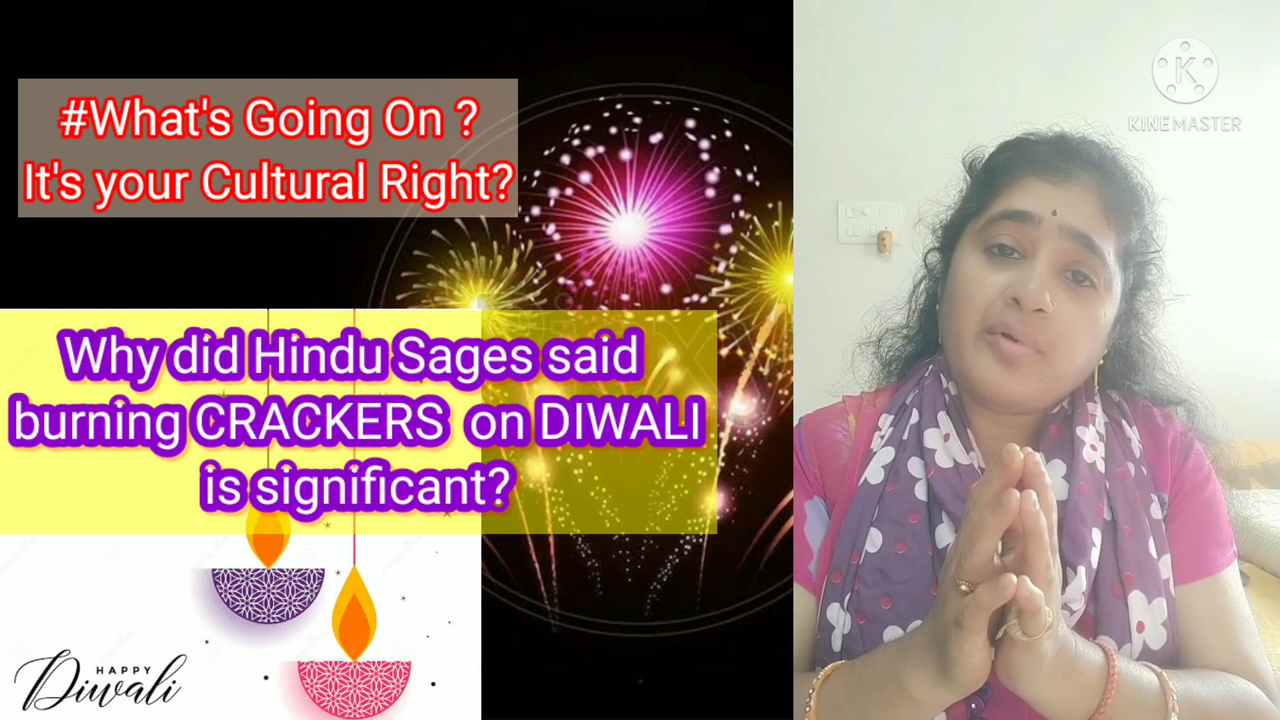 #What's Going On ?
It's your Cultural Right?
Why did Hindu Sages said
burning CRACKERS on DIWALI
is significant?
HAPPY
Diwali
K
KINEMASTER